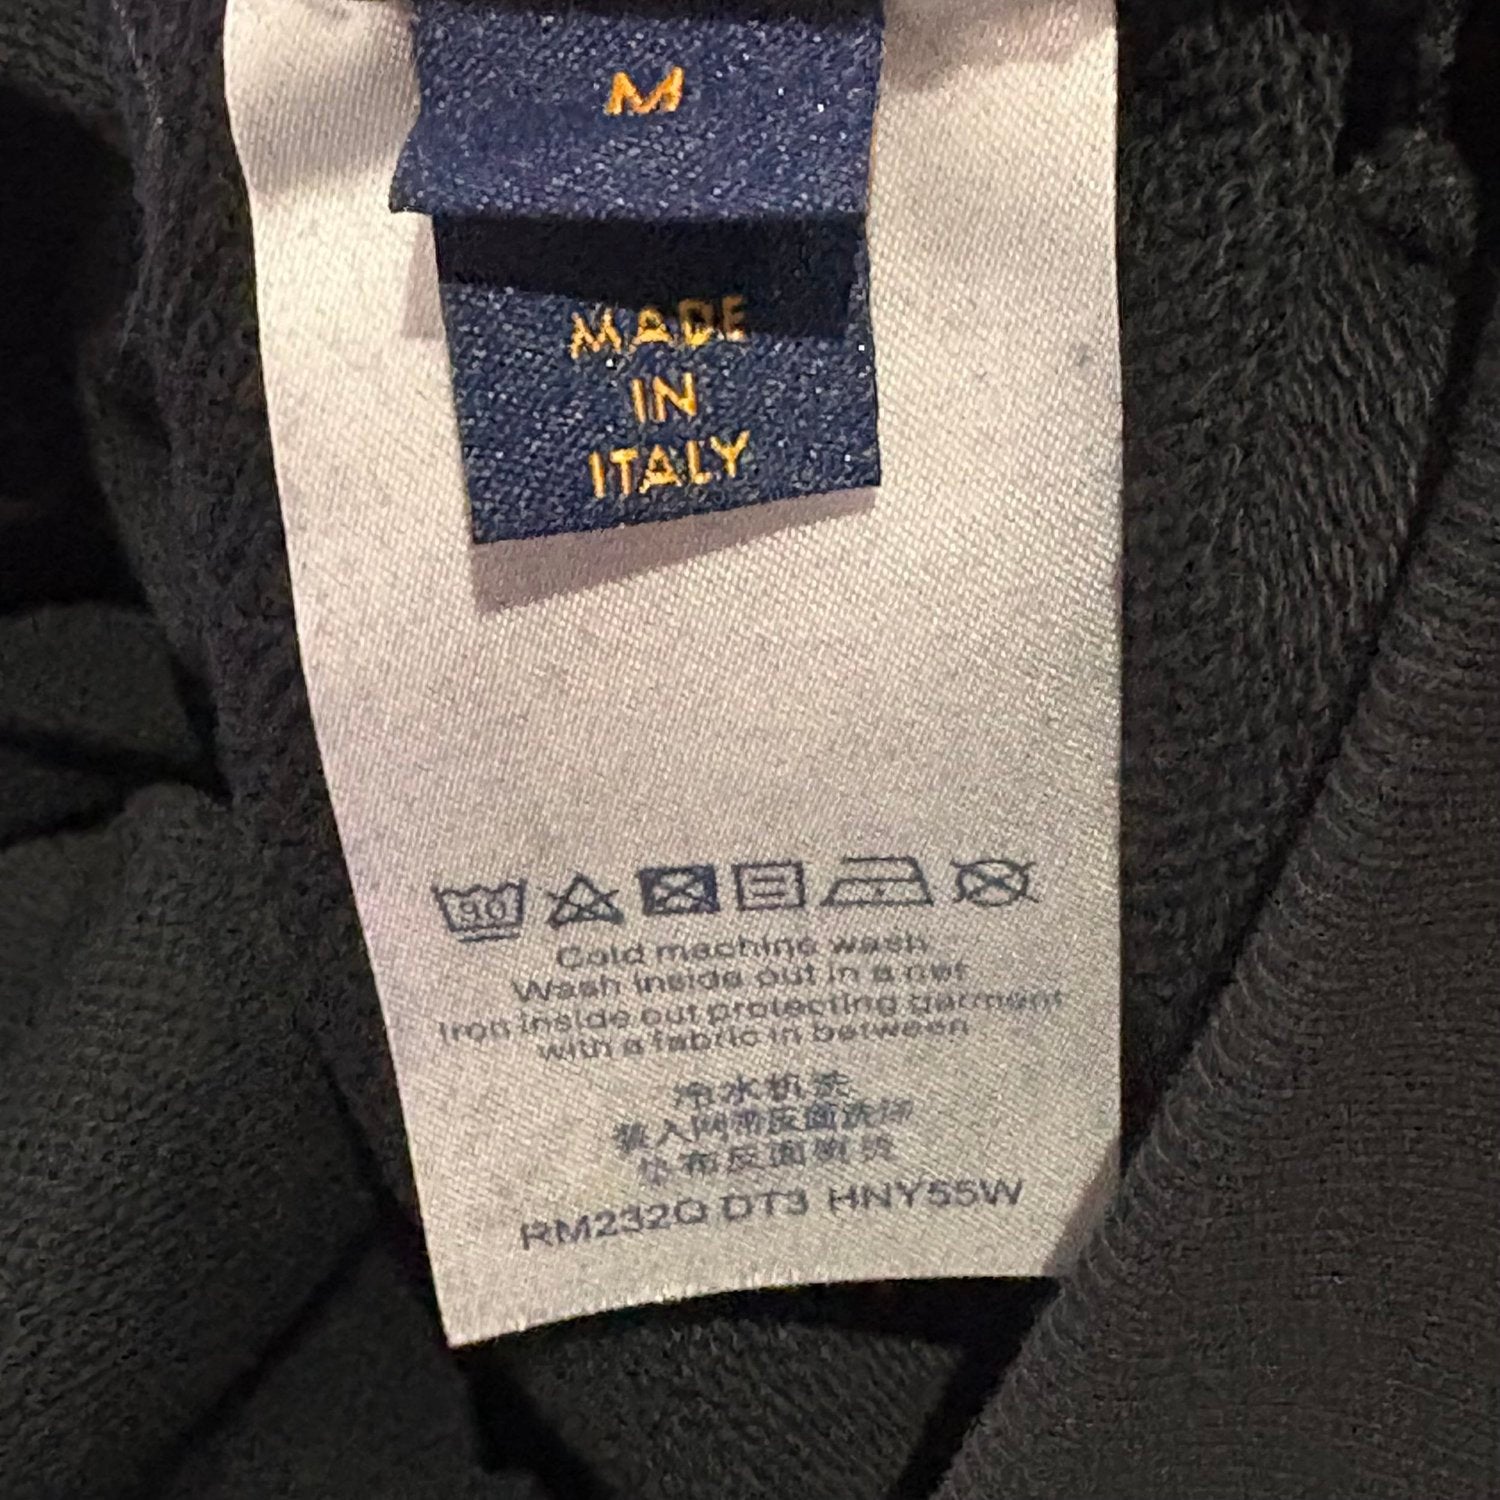 M
MADE
IN
ITALY
30
Cold machine wash
Wash inside out in a net
Iron inside out protecting garment
with a fabric in between
冷水机洗
装入网袋反面洗涤
垫布反面熨烫
RM232Q DT3 HNY55W